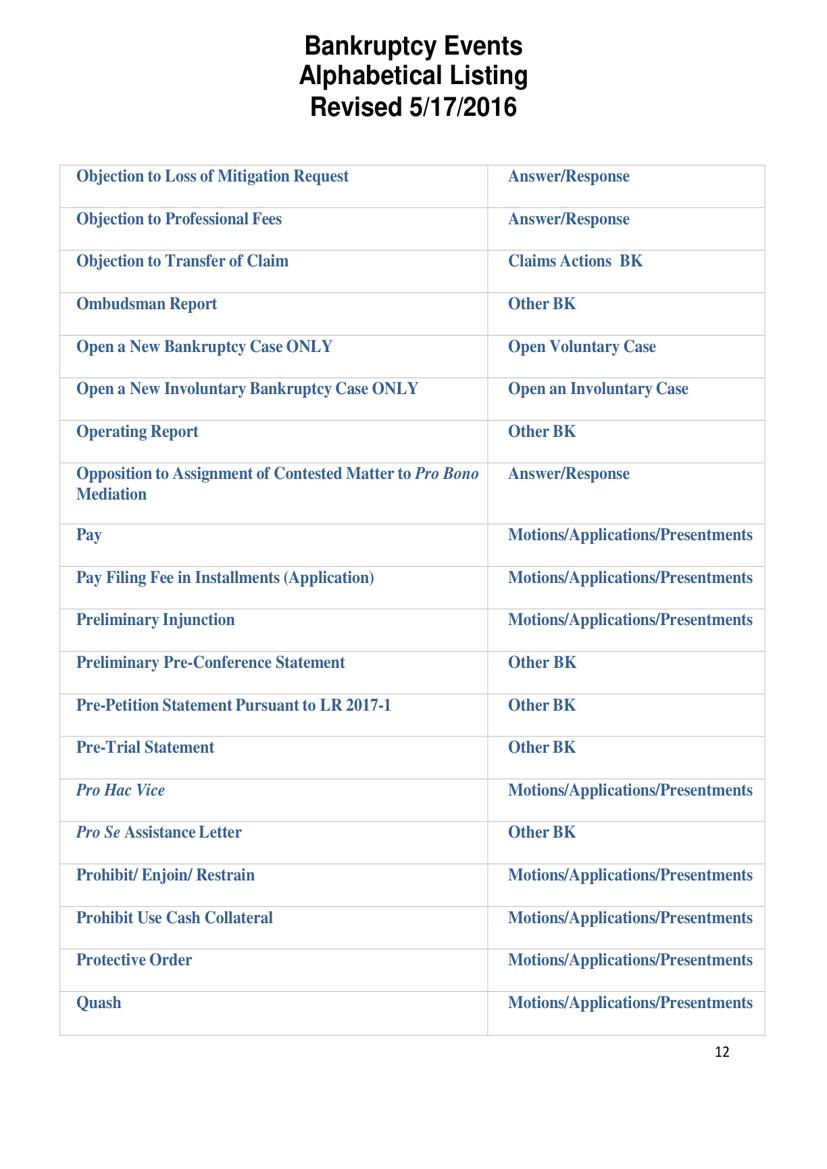 Bankruptcy Events
Alphabetical Listing
Revised 5/17/2016
Objection to Loss of Mitigation Request Answer/Response
Objection to Professional Fees Answer/Response
Objection to Transfer of Claim Claims Actions  BK
Ombudsman Report Other BK
Open a New Bankruptcy Case ONLY Open Voluntary Case
Open a New Involuntary Bankruptcy Case ONLY Open an Involuntary Case
Operating Report Other BK
Opposition to Assignment of Contested Matter to Pro Bono Answer/Response
Mediation
Pay Motions/Applications/Presentments
Pay Filing Fee in Installments (Application) Motions/Applications/Presentments
Preliminary Injunction Motions/Applications/Presentments
Preliminary Pre-Conference Statement Other BK
Pre-Petition Statement Pursuant to LR 2017-1 Other BK
Pre-Trial Statement Other BK
Pro Hac Vice Motions/Applications/Presentments
Pro Se Assistance Letter Other BK
Prohibit/ Enjoin/ Restrain Motions/Applications/Presentments
Prohibit Use Cash Collateral Motions/Applications/Presentments
Protective Order Motions/Applications/Presentments
Quash Motions/Applications/Presentments
12